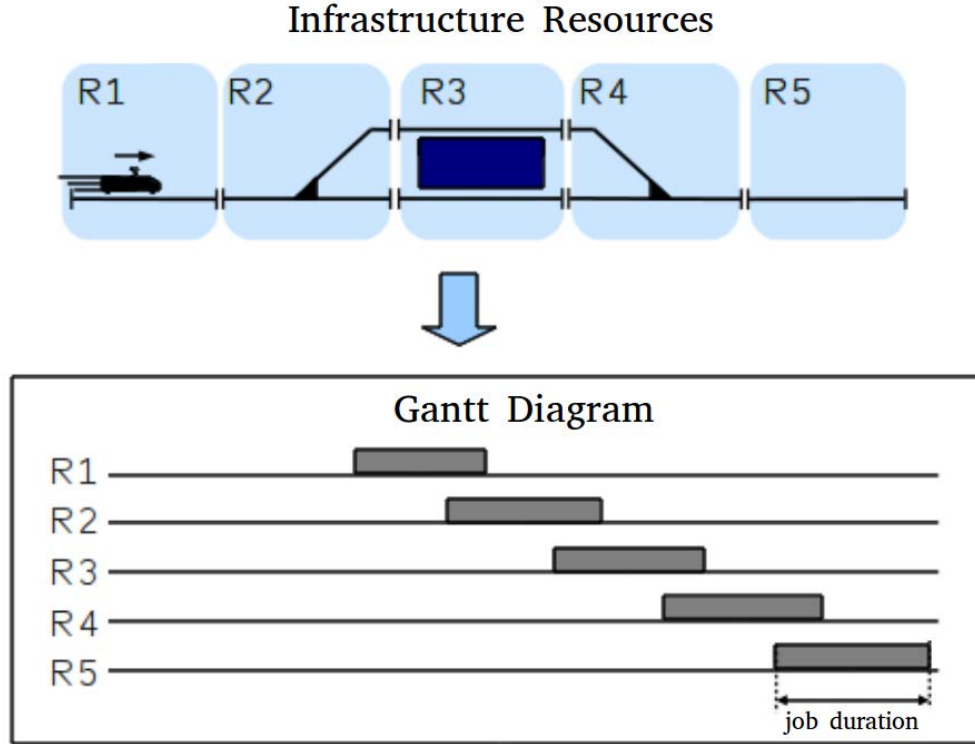 Infrastructure Resources
R1 R2 R3 R4 R5
Gantt Diagram
R1
R2
R3
R4
R5
job duration